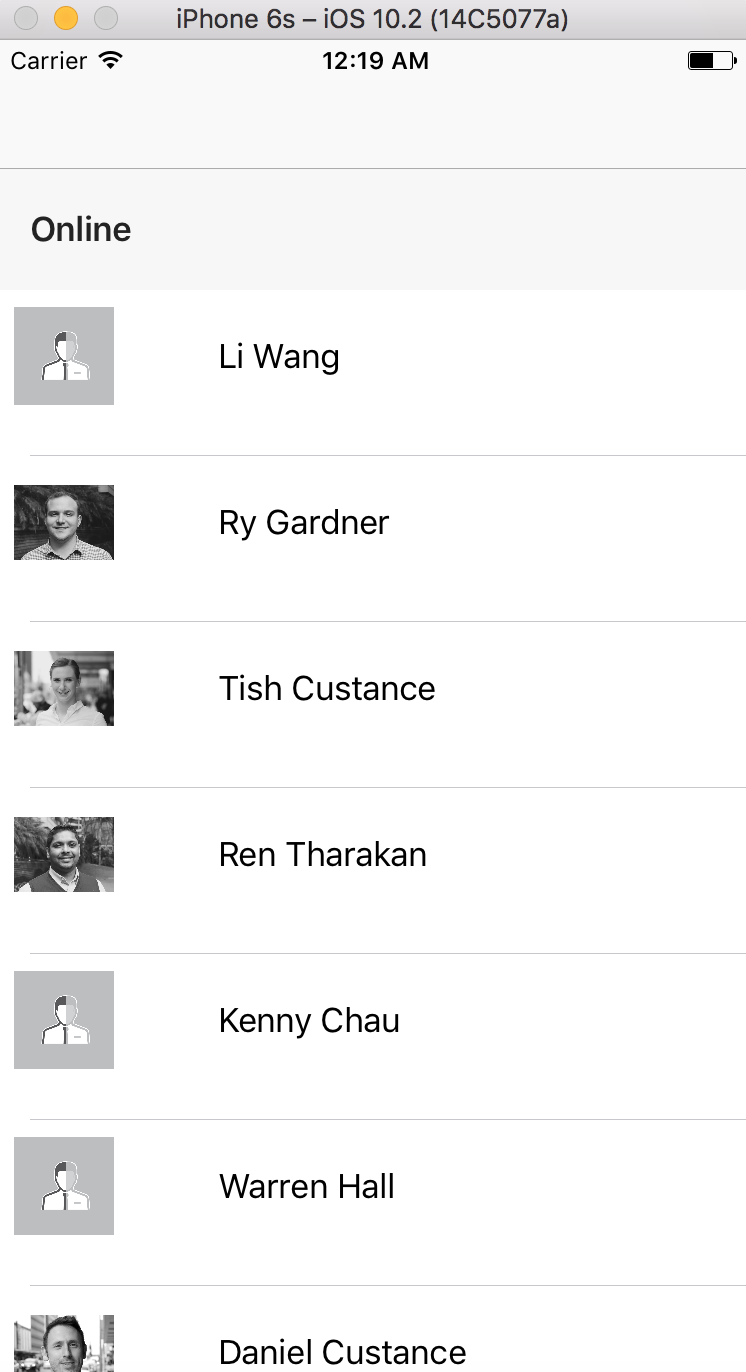 iPhone 6s – iOS 10.2 (14C5077a)
Carrier 12:19 AM
Online
Li Wang
Ry Gardner
Tish Custance
Ren Tharakan
Kenny Chau
Warren Hall
Daniel Custance